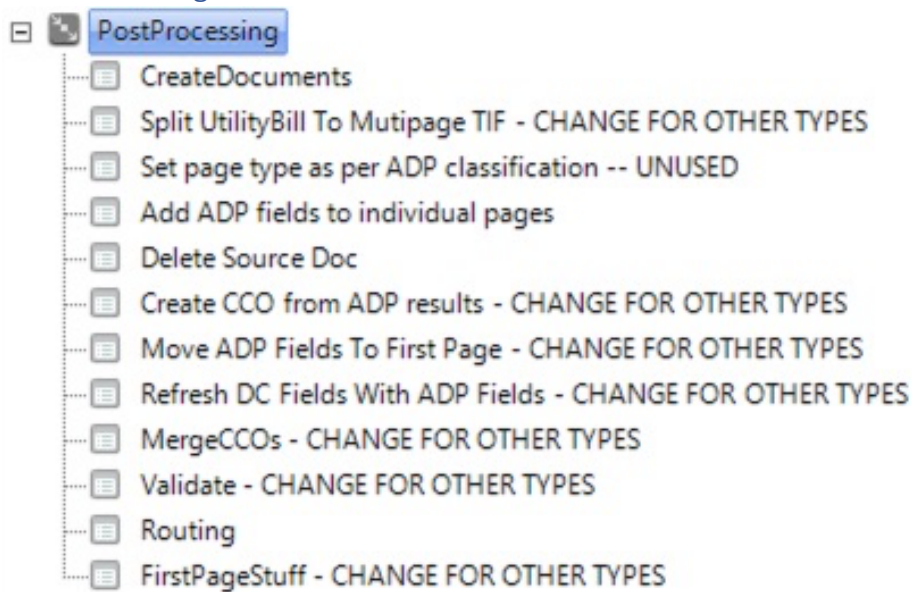 PostProcessing
CreateDocuments
Split UtilityBill To Mutipage TIF - CHANGE FOR OTHER TYPES
Set page type as per ADP classification -- UNUSED
Add ADP fields to individual pages
Delete Source Doc
Create CCO from ADP results - CHANGE FOR OTHER TYPES
Move ADP Fields To First Page - CHANGE FOR OTHER TYPES
Refresh DC Fields With ADP Fields - CHANGE FOR OTHER TYPES
MergeCCOs - CHANGE FOR OTHER TYPES
Validate - CHANGE FOR OTHER TYPES
Routing
FirstPageStuff - CHANGE FOR OTHER TYPES